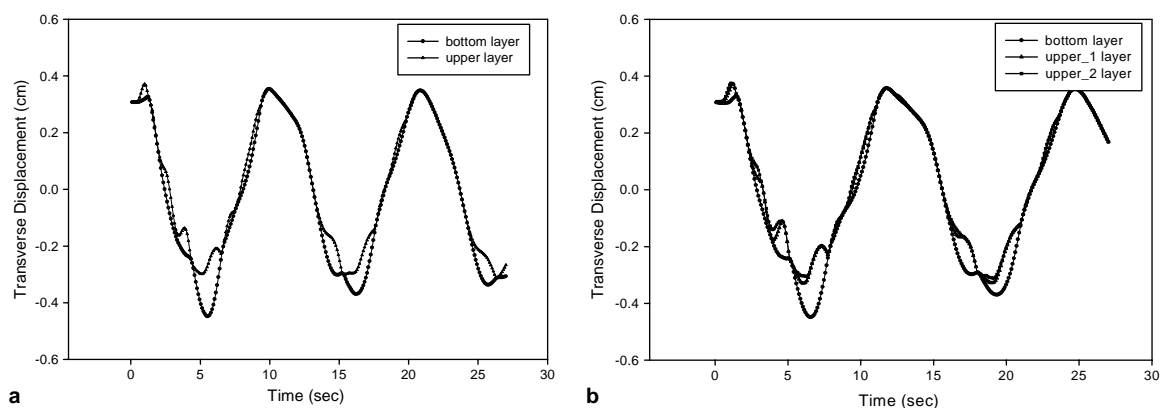 0.6
0.4
0.2
0.0
-0.2
-0.4
-0.6
Transverse Displacement (cm)
bottom layer
upper layer
0 5 10 15 20 25 30
Time (sec)
a
0.6
0.4
0.2
0.0
-0.2
-0.4
-0.6
Transverse Displacement (cm)
bottom layer
upper_1 layer
upper_2 layer
0 5 10 15 20 25 30
Time (sec)
b